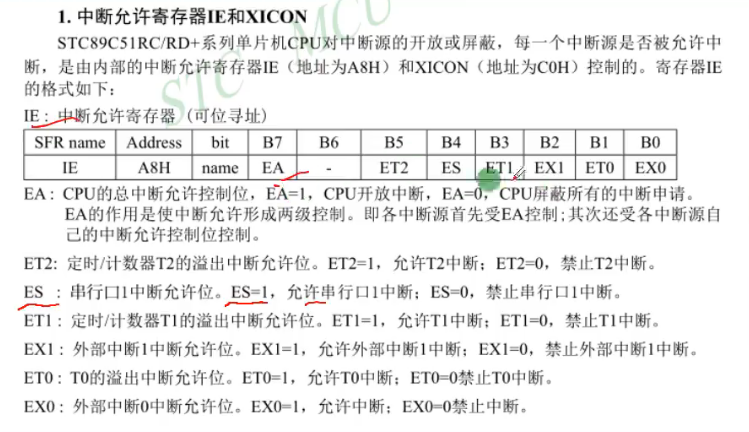 1. 中断允许寄存器IE和XICON
STC89C51RC/RD+系列单片机CPU对中断源的开放或屏蔽，每一个中断源是否被允许中
断，是由内部的中断允许寄存器IE（地址为A8H）和XICON（地址为C0H）控制的。寄存器IE
的格式如下：
IE : 中断允许寄存器 (可位寻址)
SFR name Address bit B7 B6 B5 B4 B3 B2 B1 B0
IE A8H name EA - ET2 ES ET1 EX1 ET0 EX0
EA : CPU的总中断允许控制位，EA=1，CPU开放中断，EA=0，CPU屏蔽所有的中断申请。
EA的作用是使中断允许形成两级控制。即各中断源首先受EA控制;其次还受各中断源自
己的中断允许控制位控制。
ET2: 定时/计数器T2的溢出中断允许位。ET2=1，允许T2中断；ET2=0，禁止T2中断。
ES : 串行口1中断允许位。ES=1，允许串行口1中断；ES=0，禁止串行口1中断。
ET1 : 定时/计数器T1的溢出中断允许位。ET1=1，允许T1中断；ET1=0，禁止T1中断。
EX1 : 外部中断1中断允许位。EX1=1，允许外部中断1中断；EX1=0，禁止外部中断1中断。
ET0 : T0的溢出中断允许位。ET0=1，允许T0中断；ET0=0禁止T0中断。
EX0 : 外部中断0中断允许位。EX0=1，允许中断；EX0=0禁止中断。
STC MCU